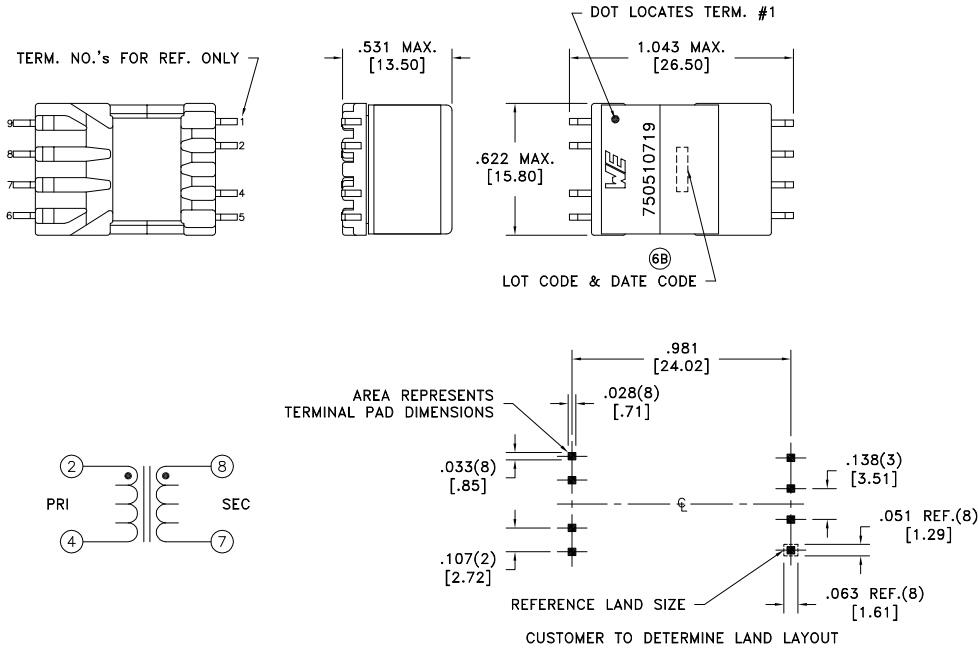 DOT LOCATES TERM. #1
TERM. NO.'s FOR REF. ONLY
.531 MAX.
[13.50]
1.043 MAX.
[26.50]
9
8
7
6
1
2
4
5
.622 MAX.
[15.80]
WE
750510719
6B
LOT CODE & DATE CODE
.981
[24.02]
AREA REPRESENTS
TERMINAL PAD DIMENSIONS
.028(8)
[.71]
.033(8)
[.85]
.138(3)
[3.51]
℄
.051 REF.(8)
[1.29]
.107(2)
[2.72]
.063 REF.(8)
[1.61]
REFERENCE LAND SIZE
CUSTOMER TO DETERMINE LAND LAYOUT
2
8
PRI
SEC
4
7